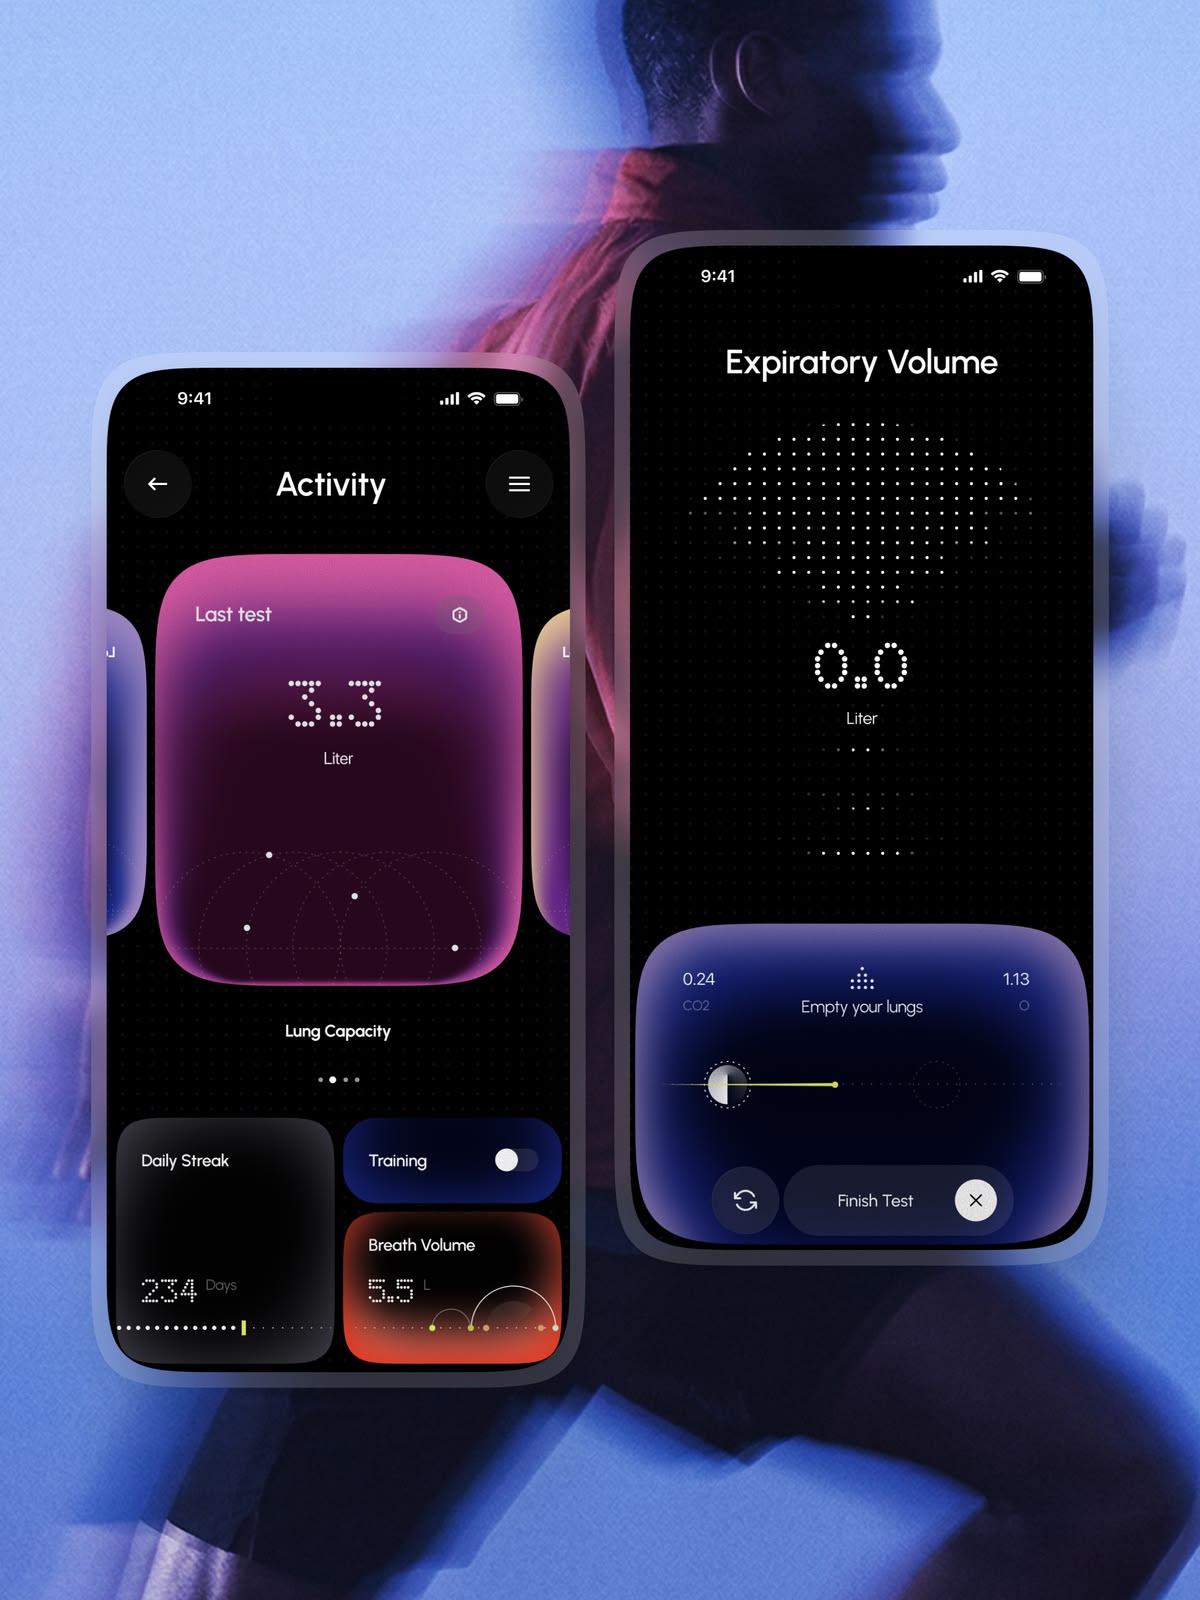 9:41
Activity
Last test
3.3
Liter
Lung Capacity
Daily Streak
234 Days
Training
Breath Volume
5.5 L
9:41
Expiratory Volume
0.0
Liter
0.24
CO2
Empty your lungs
1.13
O
Finish Test